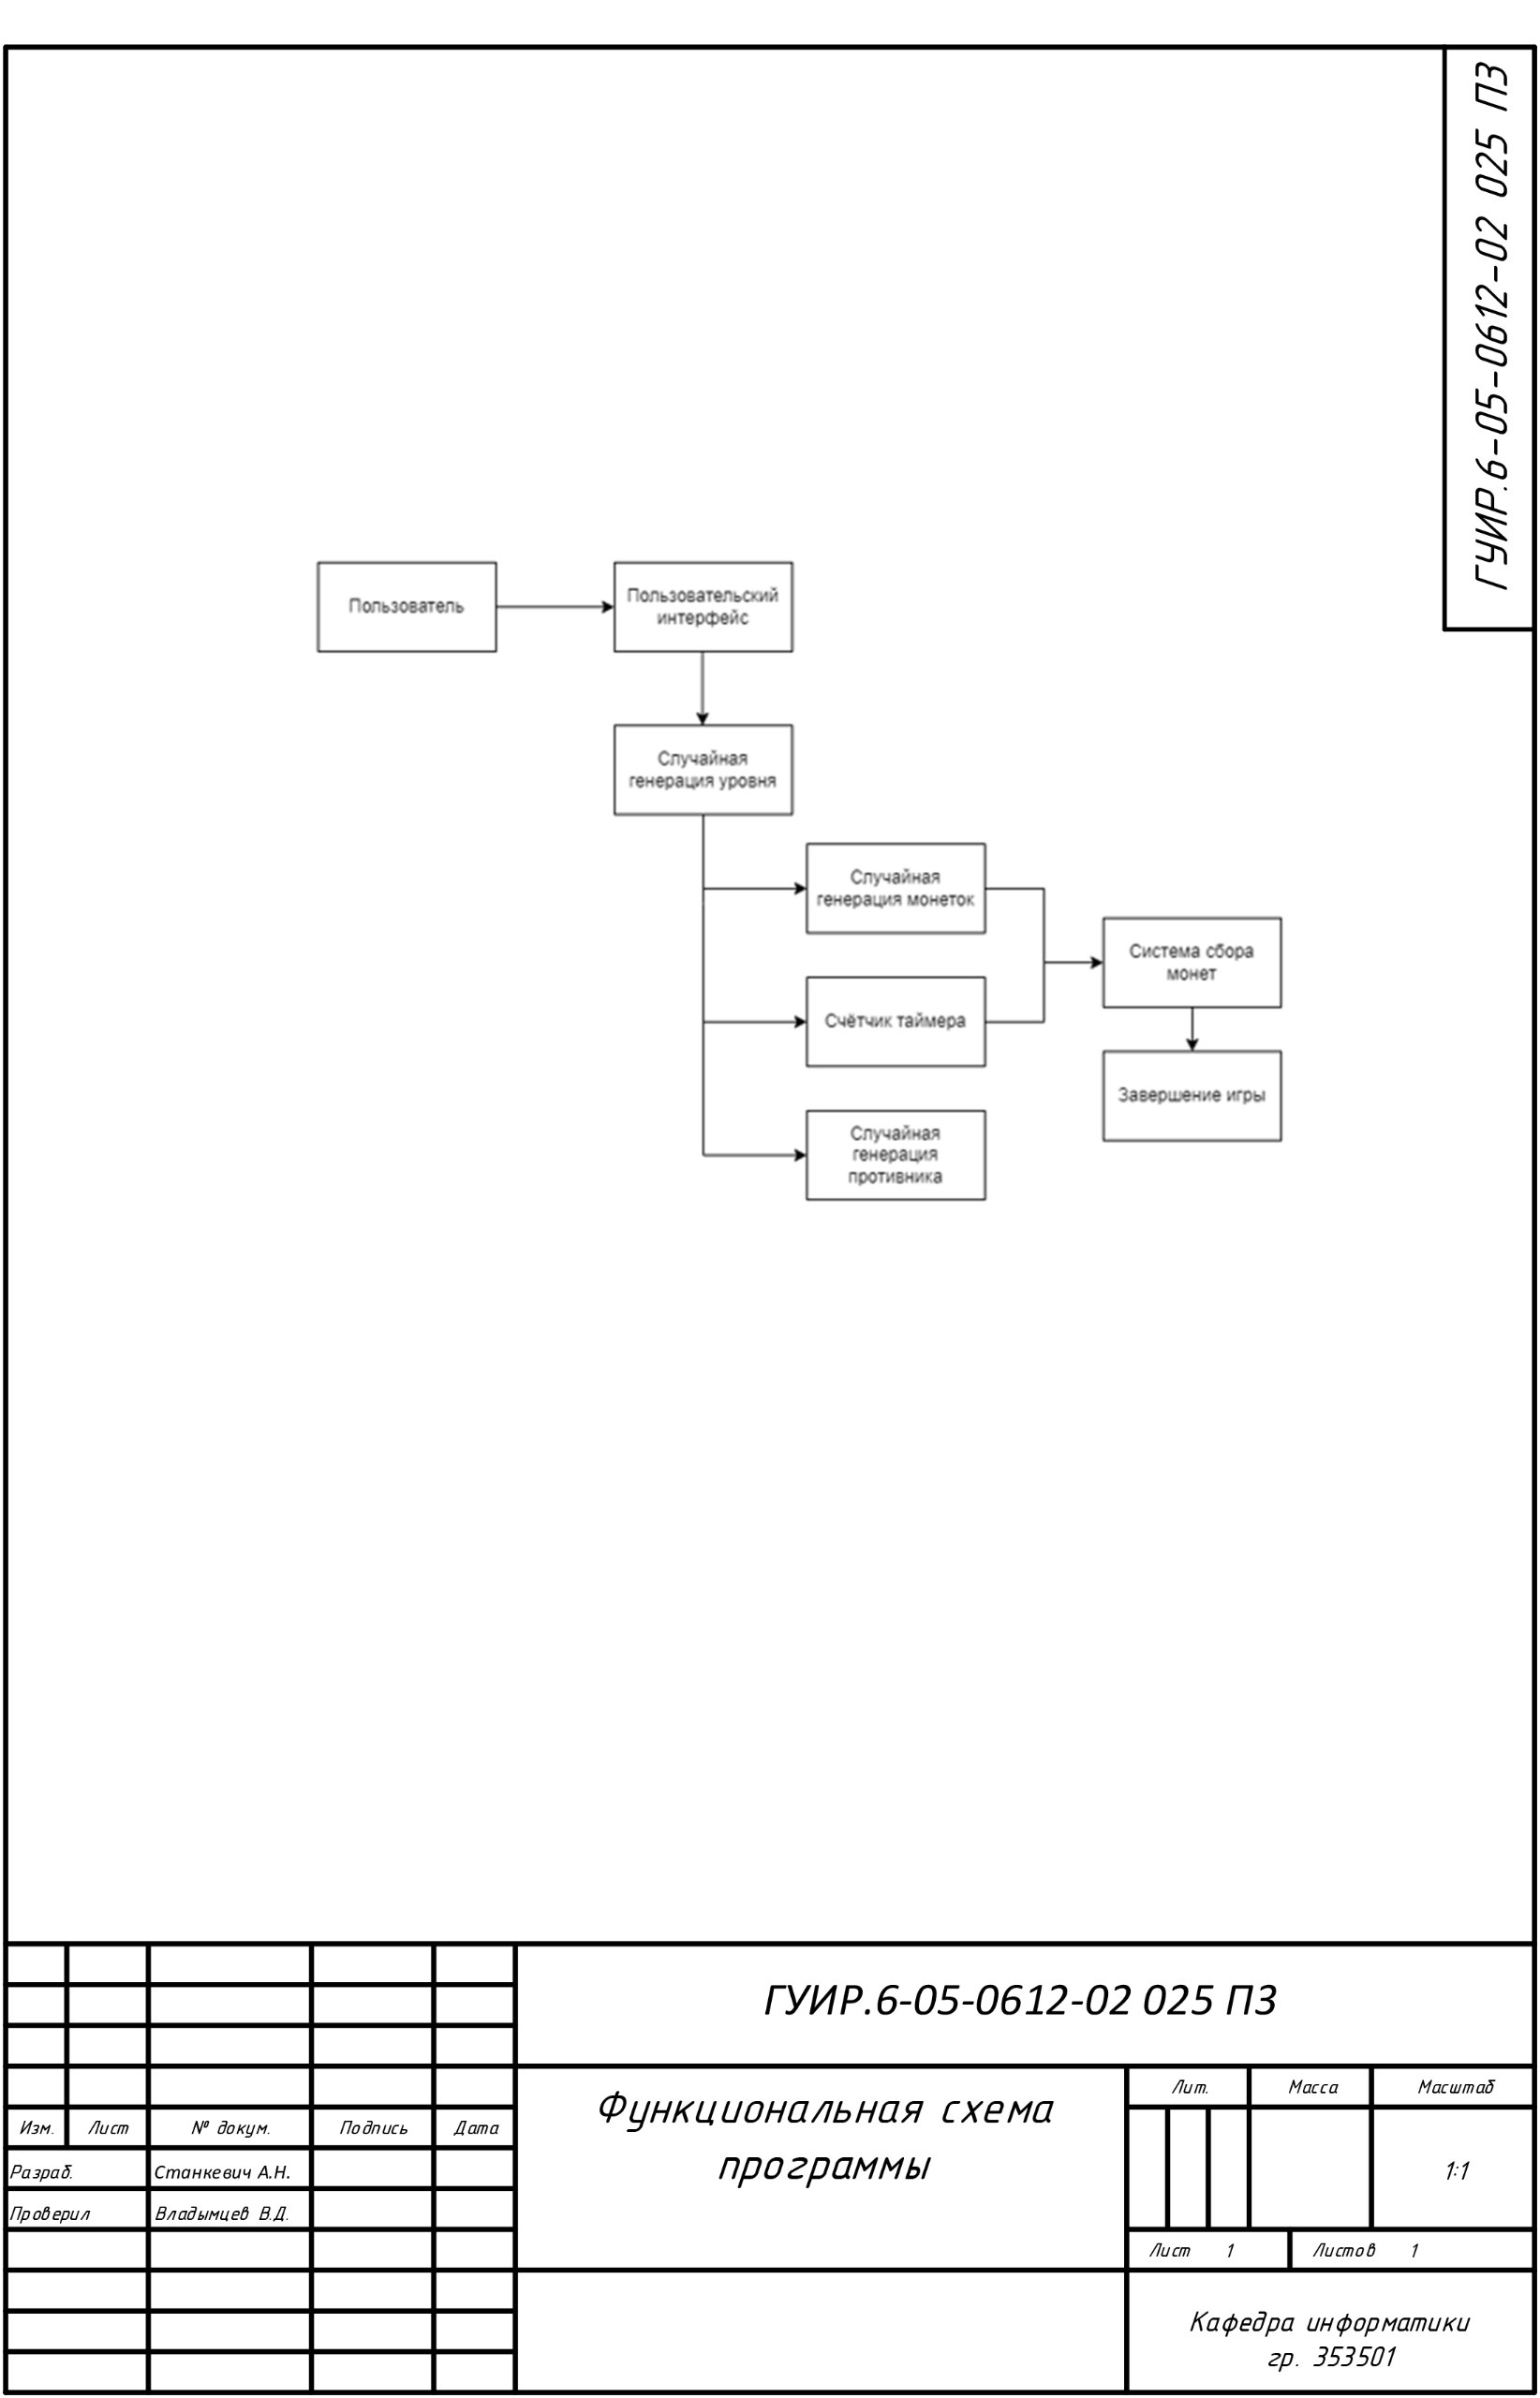 ГУИР.6-05-0612-02 025 ПЗ
Пользователь
Пользовательский
интерфейс
Случайная
генерация уровня
Случайная
генерация монеток
Система сбора
монет
Счётчик таймера
Завершение игры
Случайная
генерация
противника
ГУИР.6-05-0612-02 025 ПЗ
Функциональная схема
программы
Лит. Масса Масштаб
Изм. Лист № докум. Подпись Дата
Разраб. Станкевич А.Н.
1:1
Проверил Владымцев В.Д.
Лист 1 Листов 1
Кафедра информатики
гр. 353501